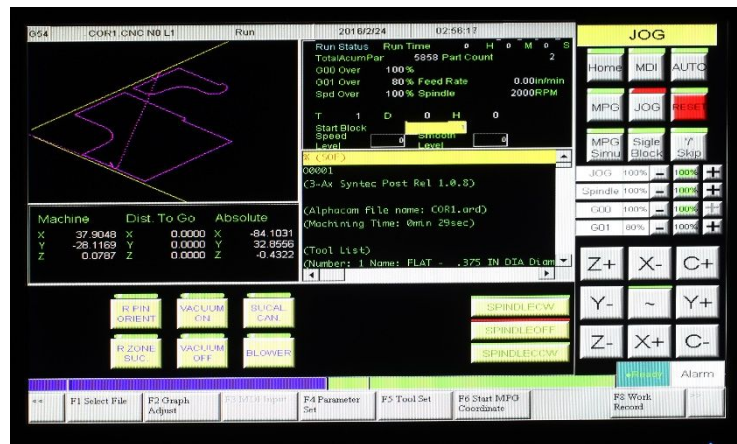 G54 COR1.CNC N0 L1 Run 2016/2/24 02:56:17
JOG
Run Status Run Time 0 H 0 M 0 S
TotalAcumPar 5858 Part Count 2
G00 Over 100%
G01 Over 80% Feed Rate 0.00in/min
Spd Over 100% Spindle 2000RPM
T 1 D 0 H 0
Start Block
Speed Level 0 Smooth Level 0
% (SOF)
O0001
(3-Ax Syntec Post Rel 1.0.8)
(Alphacam file name: COR1.ard)
(Machining Time: 0min 29sec)
(Tool List)
(Number: 1 Name: FLAT - .375 IN DIA Diam
Machine Dist. To Go Absolute
X 37.9048 X 0.0000 X -84.1031
Y -28.1169 Y 0.0000 Y 32.8556
Z 0.0787 Z 0.0000 Z -0.4322
Home MDI AUTO
MPG JOG RESET
MPG Simu Sigle Block '/' Skip
JOG 100% - 100% +
Spindle 100% - 100% +
G00 100% - 100% +
G01 80% - 100% +
Z+ X- C+
Y- ~ Y+
Z- X+ C-
R PIN ORIENT VACUUM ON SUCAL CAN.
R ZONE SUC. VACUUM OFF BLOWER
SPINDLECW
SPINDLEOFF
SPINDLECCW
Ready Alarm
<< F1 Select File F2 Graph Adjust F3 MDI Input F4 Parameter Set F5 Tool Set F6 Start MPG Coordinate F8 Work Record